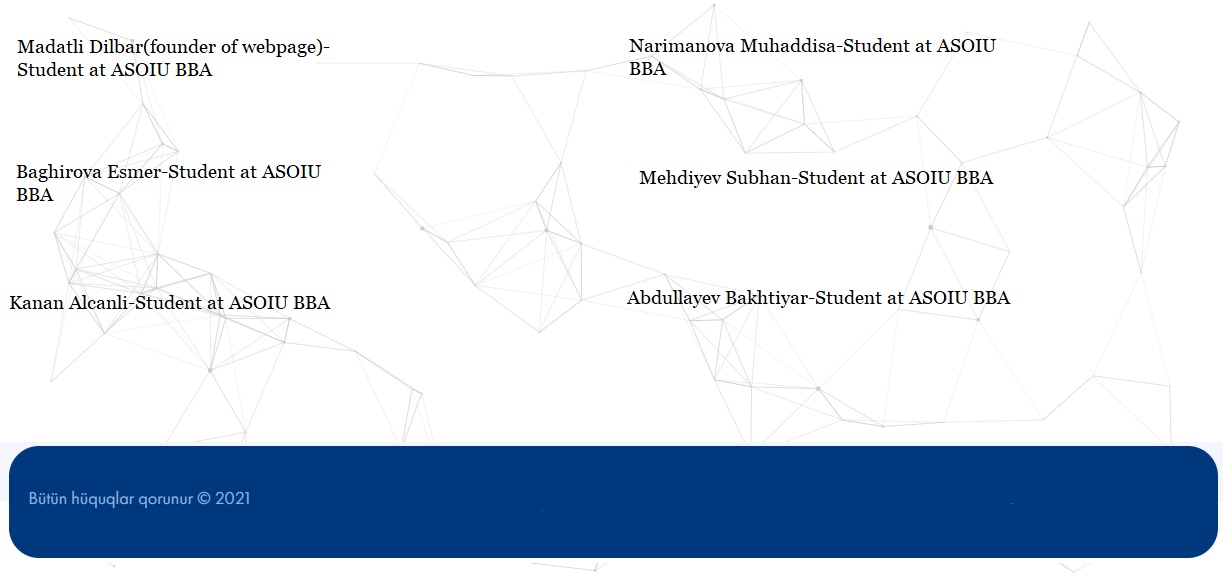 Madatli Dilbar(founder of webpage)-
Student at ASOIU BBA
Narimanova Muhaddisa-Student at ASOIU
BBA
Baghirova Esmer-Student at ASOIU
BBA
Mehdiyev Subhan-Student at ASOIU BBA
Kanan Alcanli-Student at ASOIU BBA
Abdullayev Bakhtiyar-Student at ASOIU BBA
Bütün hüquqlar qorunur © 2021